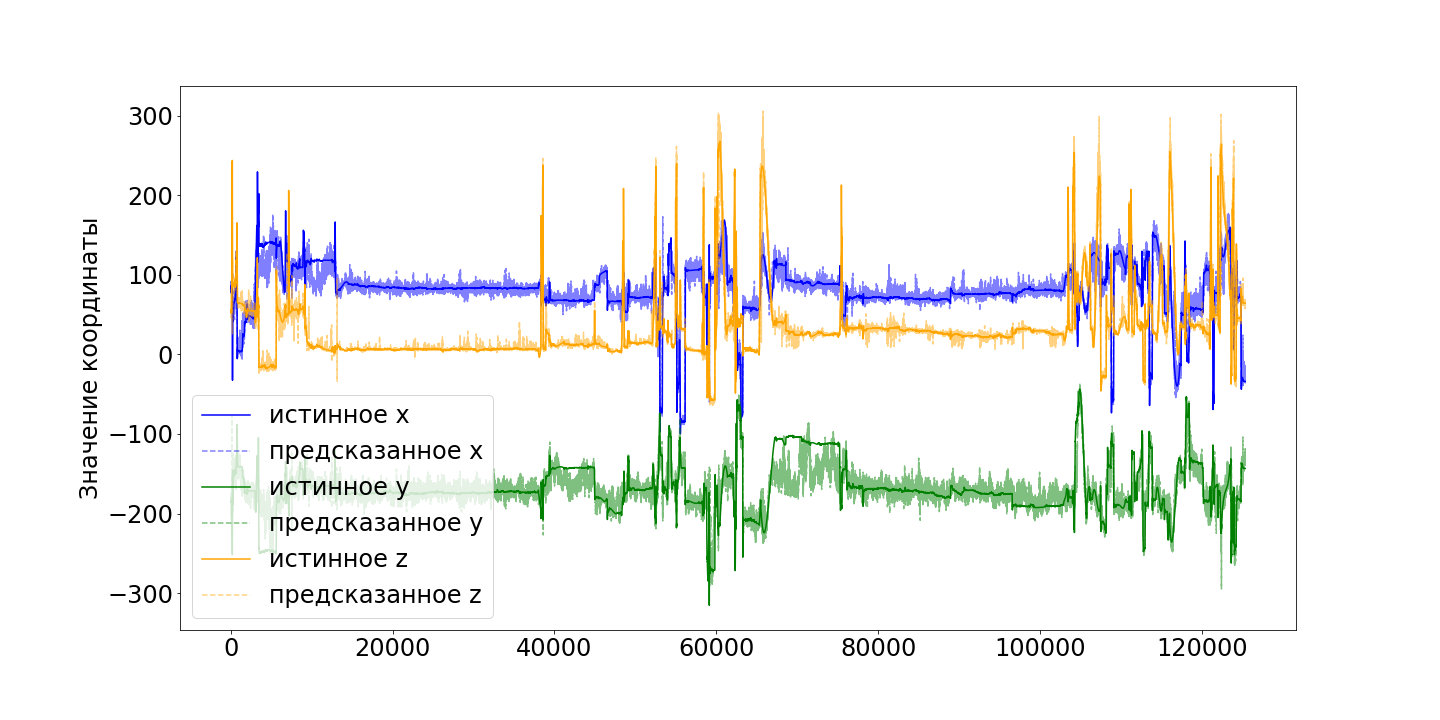 300
200
100
0
−100
−200
−300
Значение координаты
истинное x
предсказанное x
истинное y
предсказанное y
истинное z
предсказанное z
0 20000 40000 60000 80000 100000 120000